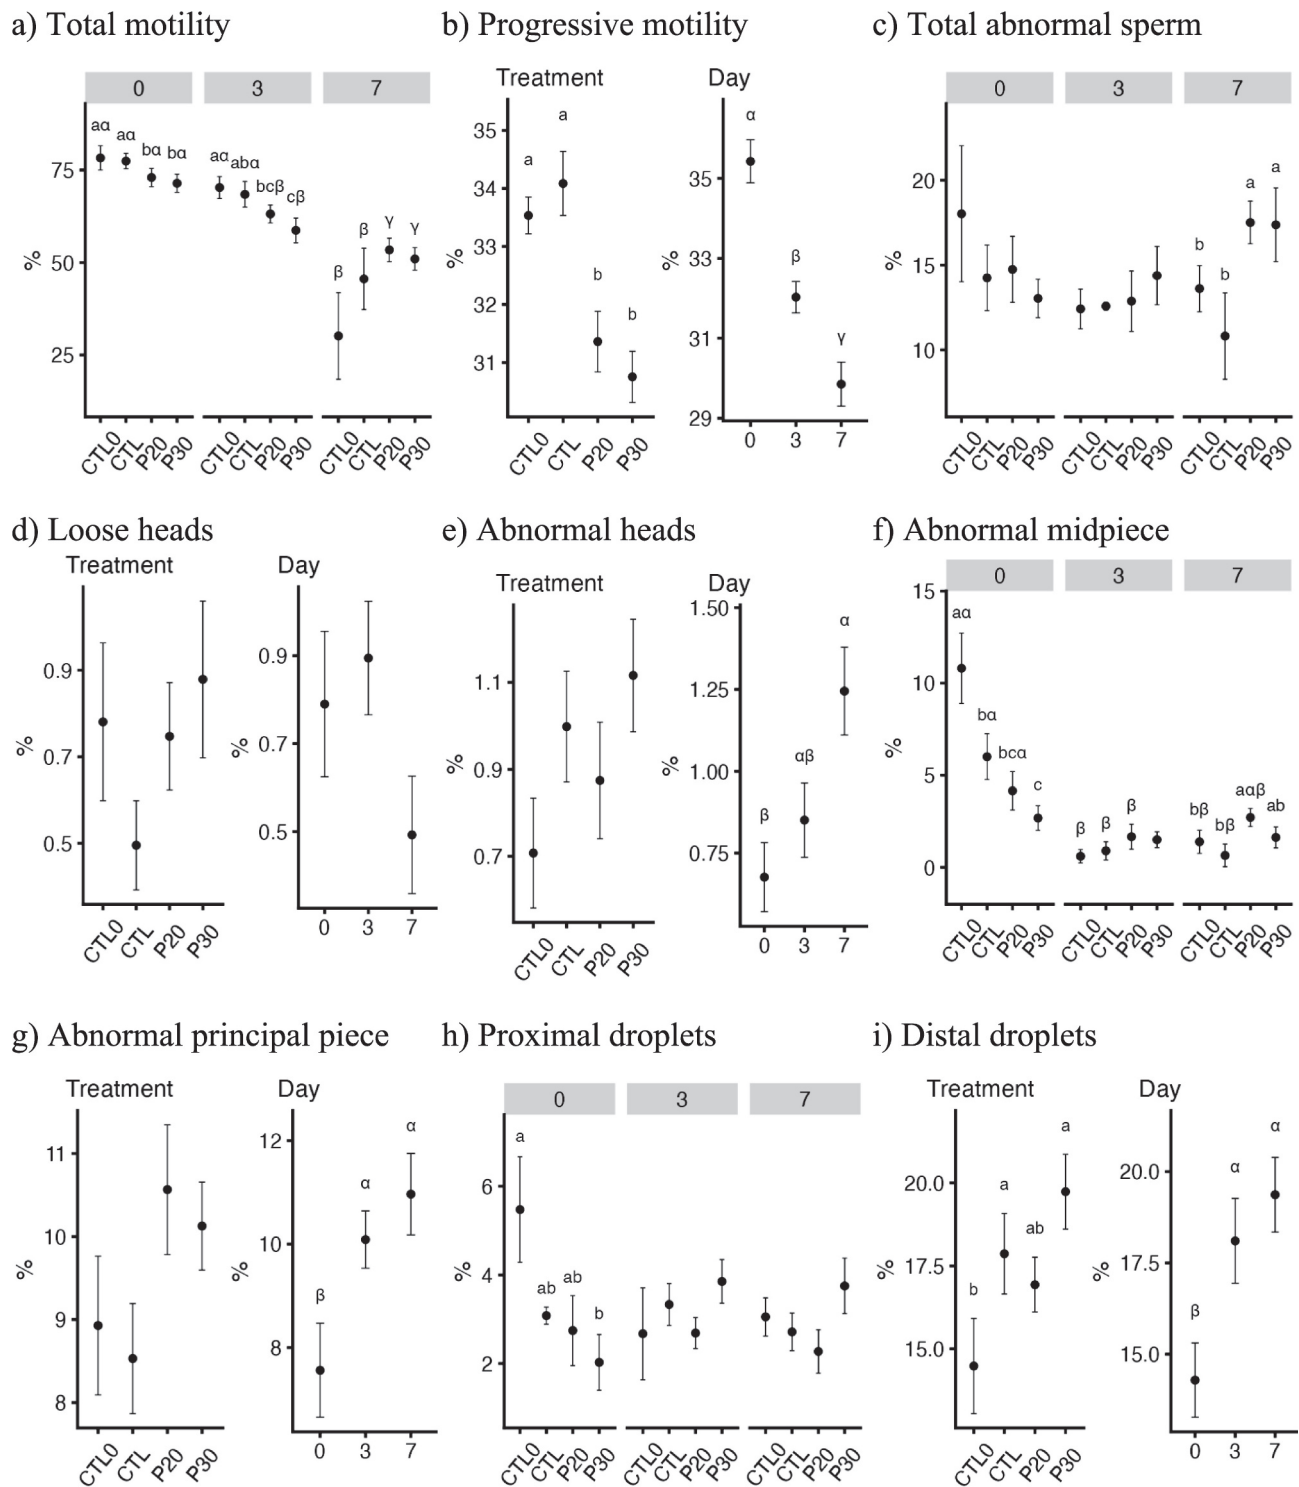 a) Total motility
b) Progressive motility
c) Total abnormal sperm
0 3 7
aα aα bα bα aα abα bcβ cβ β β γ γ
75
50
25
%
CTL0 CTL P20 P30 CTL0 CTL P20 P30 CTL0 CTL P20 P30
Treatment
a a b b
35
34
33
32
31
%
CTL0 CTL P20 P30
Day
α β γ
35
33
31
29
%
0 3 7
0 3 7
b b a a
20
15
10
%
CTL0 CTL P20 P30 CTL0 CTL P20 P30 CTL0 CTL P20 P30
d) Loose heads
e) Abnormal heads
f) Abnormal midpiece
Treatment
0.9
0.7
0.5
%
CTL0 CTL P20 P30
Day
0.9
0.7
0.5
%
0 3 7
Treatment
1.1
0.9
0.7
%
CTL0 CTL P20 P30
Day
β αβ α
1.50
1.25
1.00
0.75
%
0 3 7
0 3 7
aα bα bcα c β β β bβ bβ aαβ ab
15
10
5
0
%
CTL0 CTL P20 P30 CTL0 CTL P20 P30 CTL0 CTL P20 P30
g) Abnormal principal piece
h) Proximal droplets
i) Distal droplets
Treatment
11
10
9
8
%
CTL0 CTL P20 P30
Day
β α α
12
10
8
%
0 3 7
0 3 7
a ab ab b
6
4
2
%
CTL0 CTL P20 P30 CTL0 CTL P20 P30 CTL0 CTL P20 P30
Treatment
b a ab a
20.0
17.5
15.0
%
CTL0 CTL P20 P30
Day
β α α
20.0
17.5
15.0
%
0 3 7